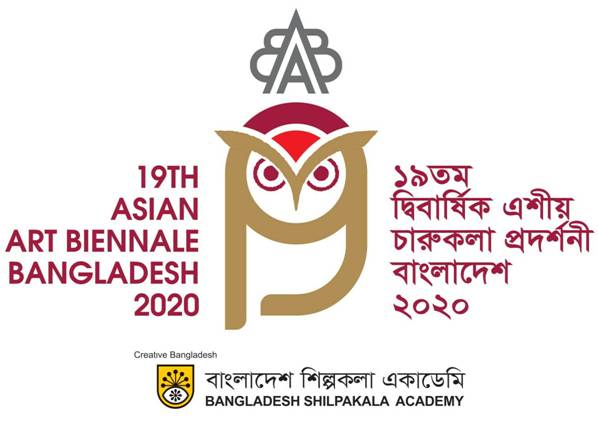 19TH
ASIAN
ART BIENNALE
BANGLADESH
2020
১৯তম
দ্বিবার্ষিক এশীয়
চারুকলা প্রদর্শনী
বাংলাদেশ
২০২০
Creative Bangladesh
বাংলাদেশ শিল্পকলা একাডেমি
BANGLADESH SHILPAKALA ACADEMY